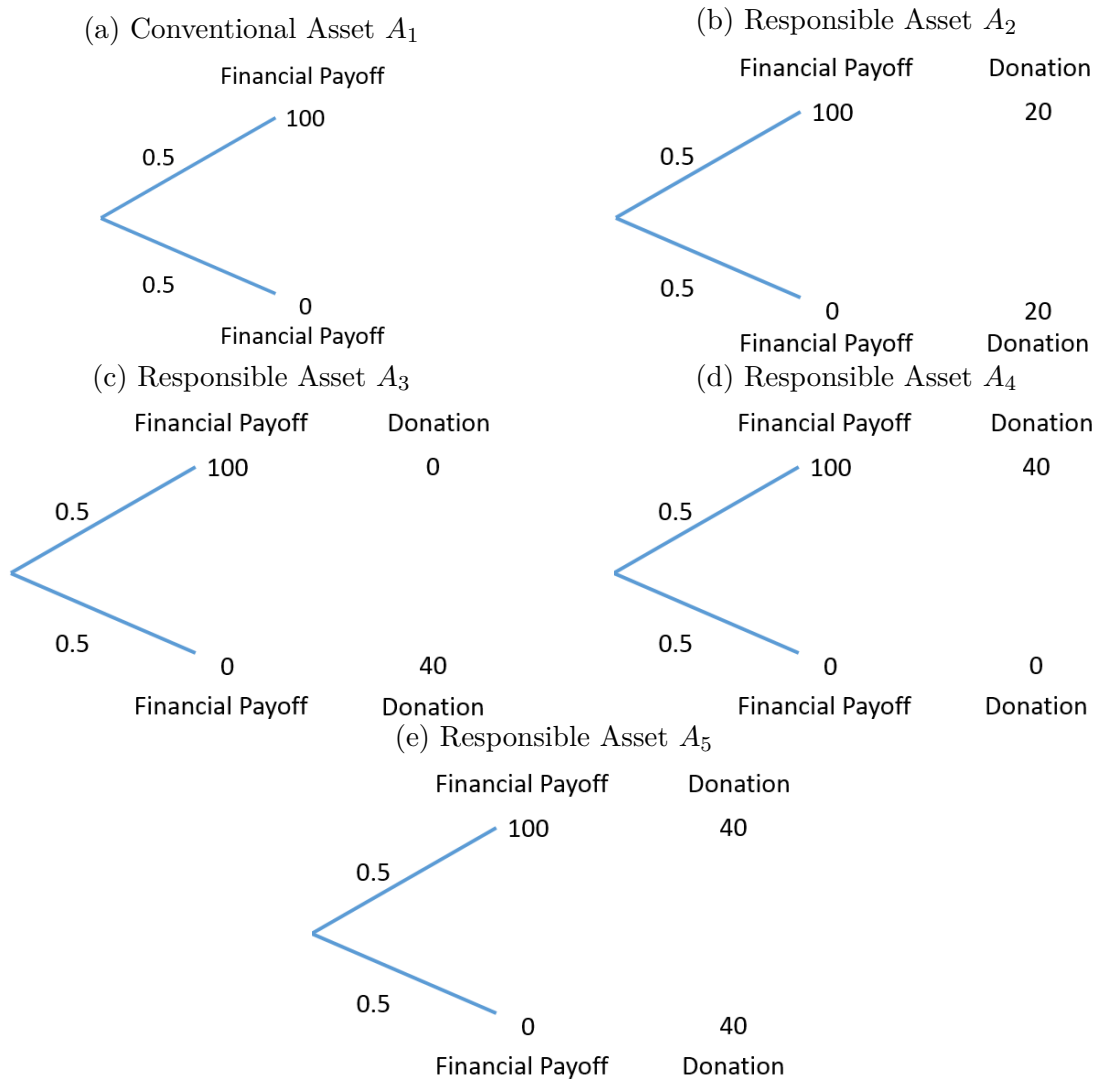 (a) Conventional Asset A₁
Financial Payoff
100
0.5
0.5
0
Financial Payoff
(b) Responsible Asset A₂
Financial Payoff Donation
100 20
0.5
0.5
0 20
Financial Payoff Donation
(c) Responsible Asset A₃
Financial Payoff Donation
100 0
0.5
0.5
0 40
Financial Payoff Donation
(d) Responsible Asset A₄
Financial Payoff Donation
100 40
0.5
0.5
0 0
Financial Payoff Donation
(e) Responsible Asset A₅
Financial Payoff Donation
100 40
0.5
0.5
0 40
Financial Payoff Donation